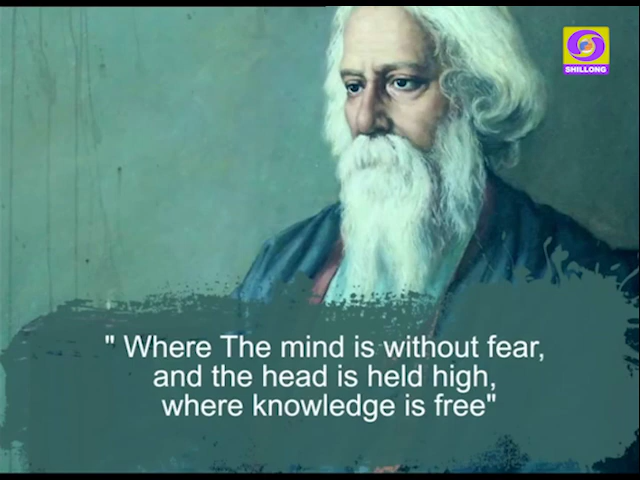 SHILLONG
" Where The mind is without fear,
and the head is held high,
where knowledge is free"